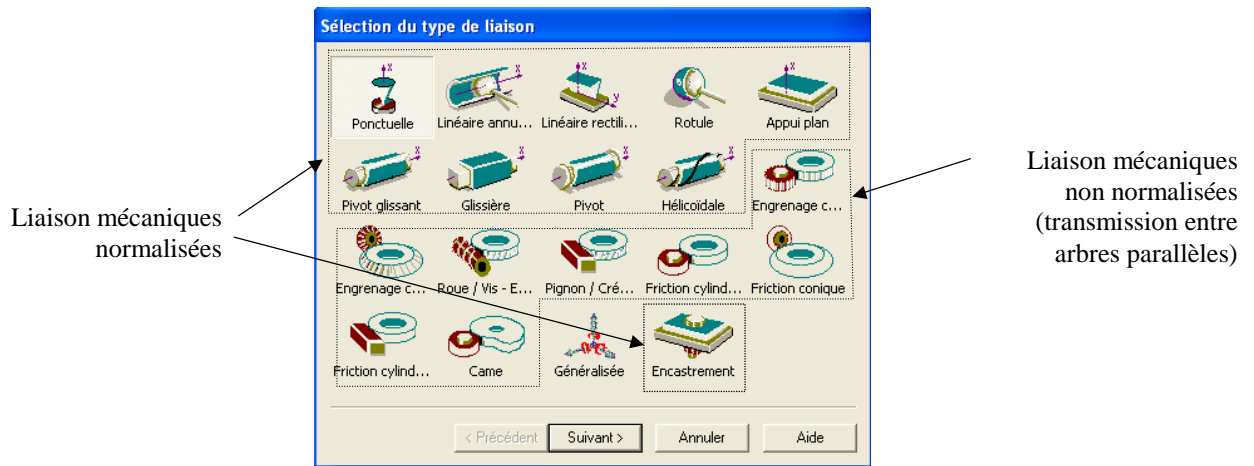 Sélection du type de liaison
x x x x
y
Ponctuelle Linéaire annu... Linéaire rectili... Rotule Appui plan
x x x x
Pivot glissant Glissière Pivot Hélicoïdale Engrenage c...
Liaison mécaniques
normalisées
Liaison mécaniques
non normalisées
(transmission entre
arbres parallèles)
Engrenage c... Roue / Vis - E... Pignon / Cré... Friction cylind... Friction conique
Friction cylind... Came Généralisée Encastrement
< Précédent Suivant > Annuler Aide